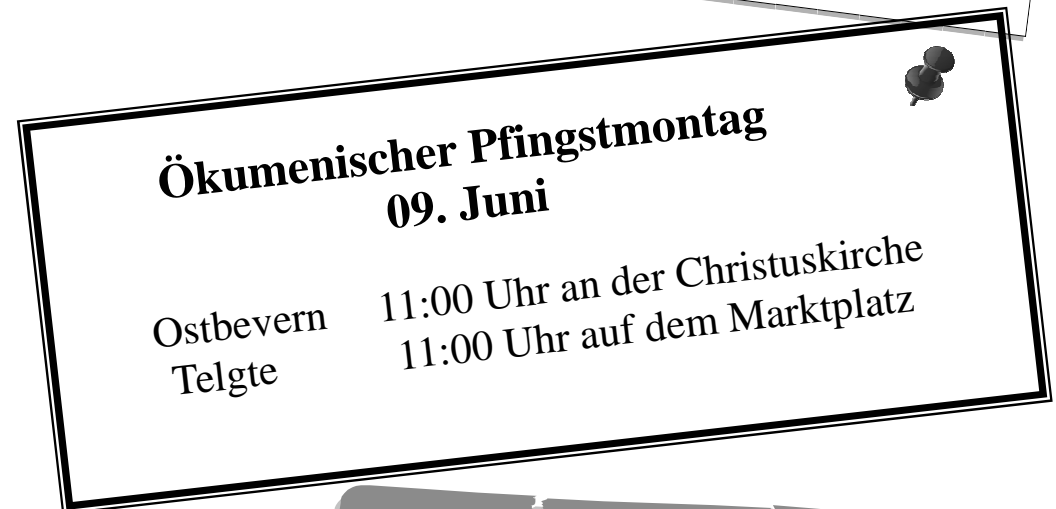 Ökumenischer Pfingstmontag
09. Juni
Ostbevern 11:00 Uhr an der Christuskirche
Telgte 11:00 Uhr auf dem Marktplatz